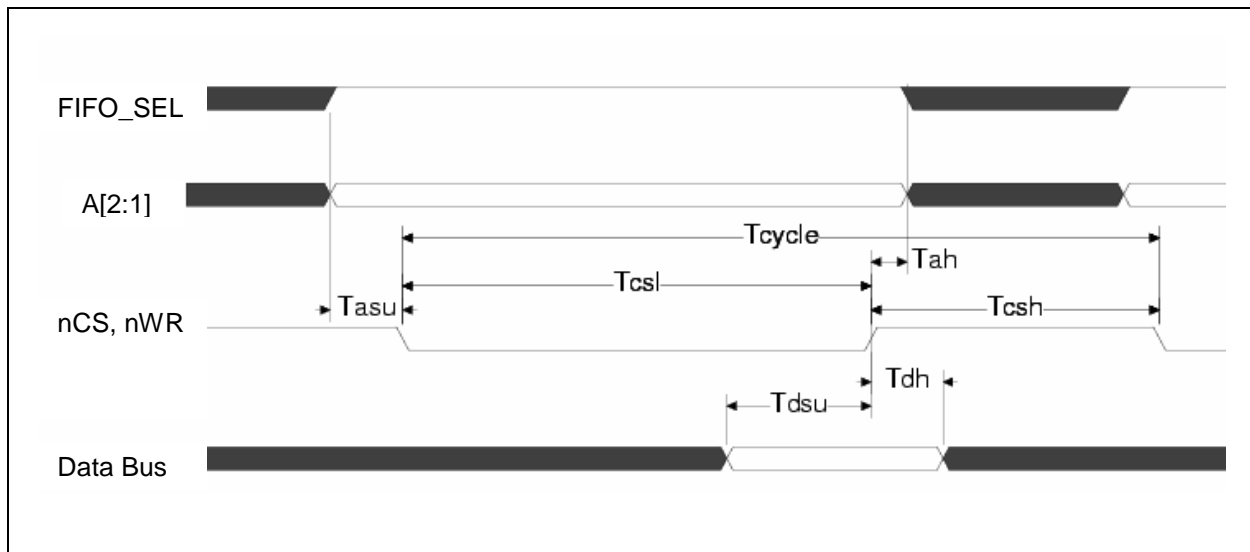 FIFO_SEL
A[2:1]
Tcycle
Tah
Tcsl
Tasu
Tcsh
nCS, nWR
Tdh
Tdsu
Data Bus